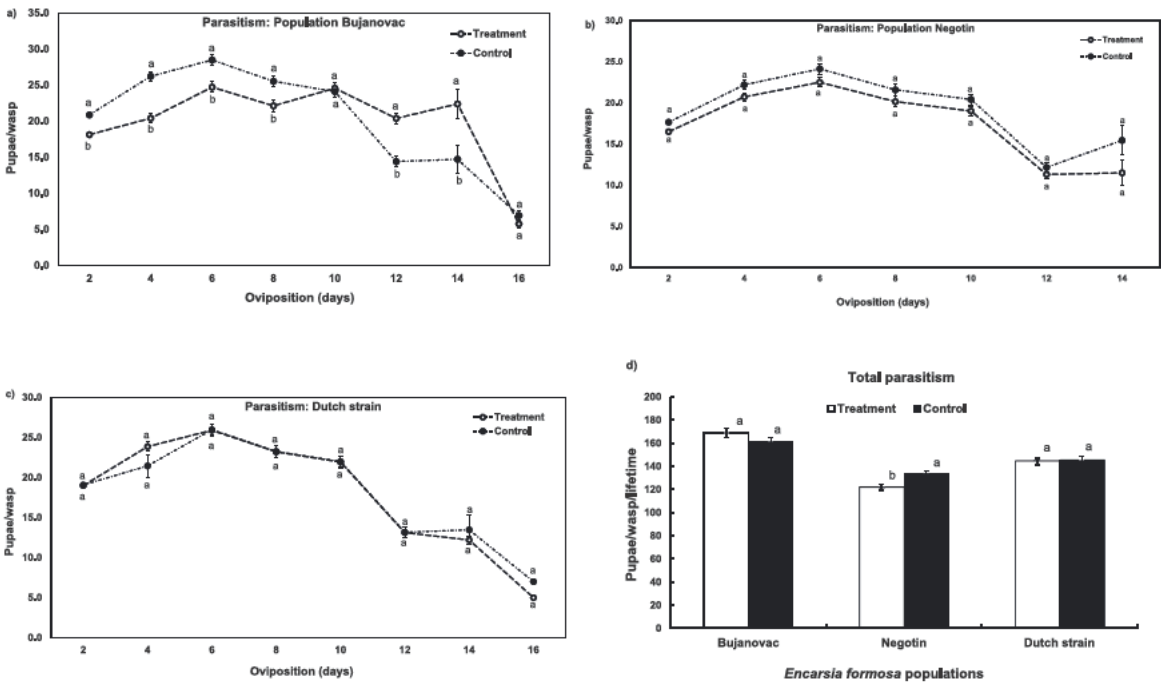 a)
Parasitism: Population Bujanovac
Treatment
Control
35.0
30.0
25.0
20.0
15.0
10.0
5.0
0.0
Pupae/wasp
a a a a a a a a
b b b b a b b a
2 4 6 8 10 12 14 16
Oviposition (days)
b)
Parasitism: Population Negotin
Treatment
Control
30.0
25.0
20.0
15.0
10.0
5.0
0.0
Pupae/wasp
a a a a a a a
a a a a a a a
2 4 6 8 10 12 14
Oviposition (days)
c)
Parasitism: Dutch strain
Treatment
Control
30.0
25.0
20.0
15.0
10.0
5.0
0.0
Pupae/wasp
a a a a a a a a
a a a a a a a a
2 4 6 8 10 12 14 16
Oviposition (days)
d)
Total parasitism
Treatment Control
200
180
160
140
120
100
80
60
40
20
0
Pupae/wasp/lifetime
a a b a a a
Bujanovac Negotin Dutch strain
Encarsia formosa populations